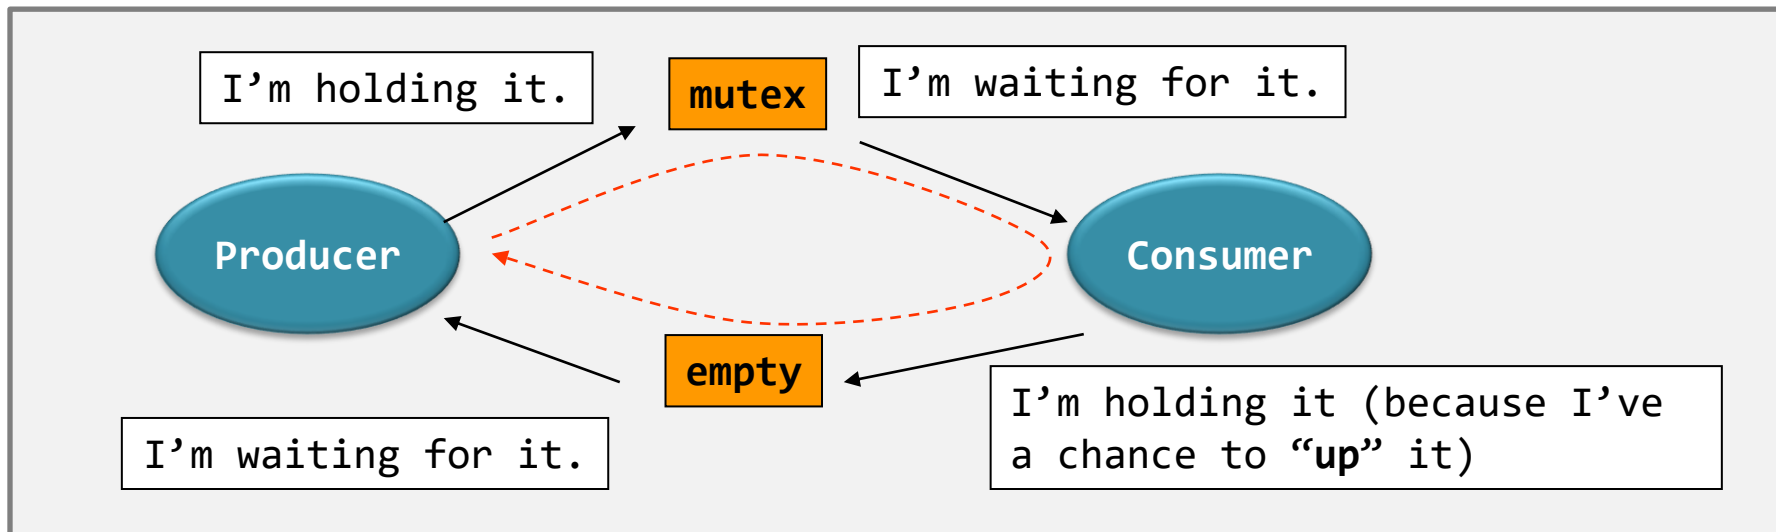 I’m holding it.
mutex
I’m waiting for it.
Producer
Consumer
empty
I’m waiting for it.
I’m holding it (because I’ve
a chance to “up” it)